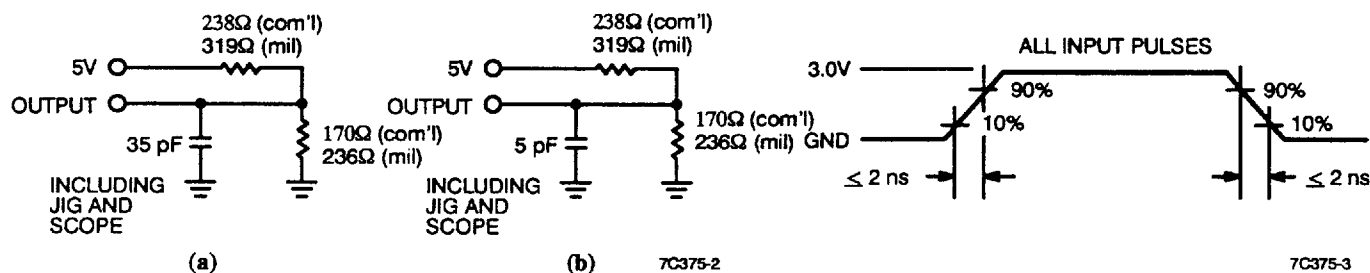 238Ω (com'l)
319Ω (mil)
5V
OUTPUT
35 pF
170Ω (com'l)
236Ω (mil)
INCLUDING
JIG AND
SCOPE
(a)
238Ω (com'l)
319Ω (mil)
5V
OUTPUT
5 pF
170Ω (com'l)
236Ω (mil)
INCLUDING
JIG AND
SCOPE
(b)
7C375-2
ALL INPUT PULSES
3.0V
90%
90%
10%
10%
GND
≤ 2 ns
≤ 2 ns
7C375-3